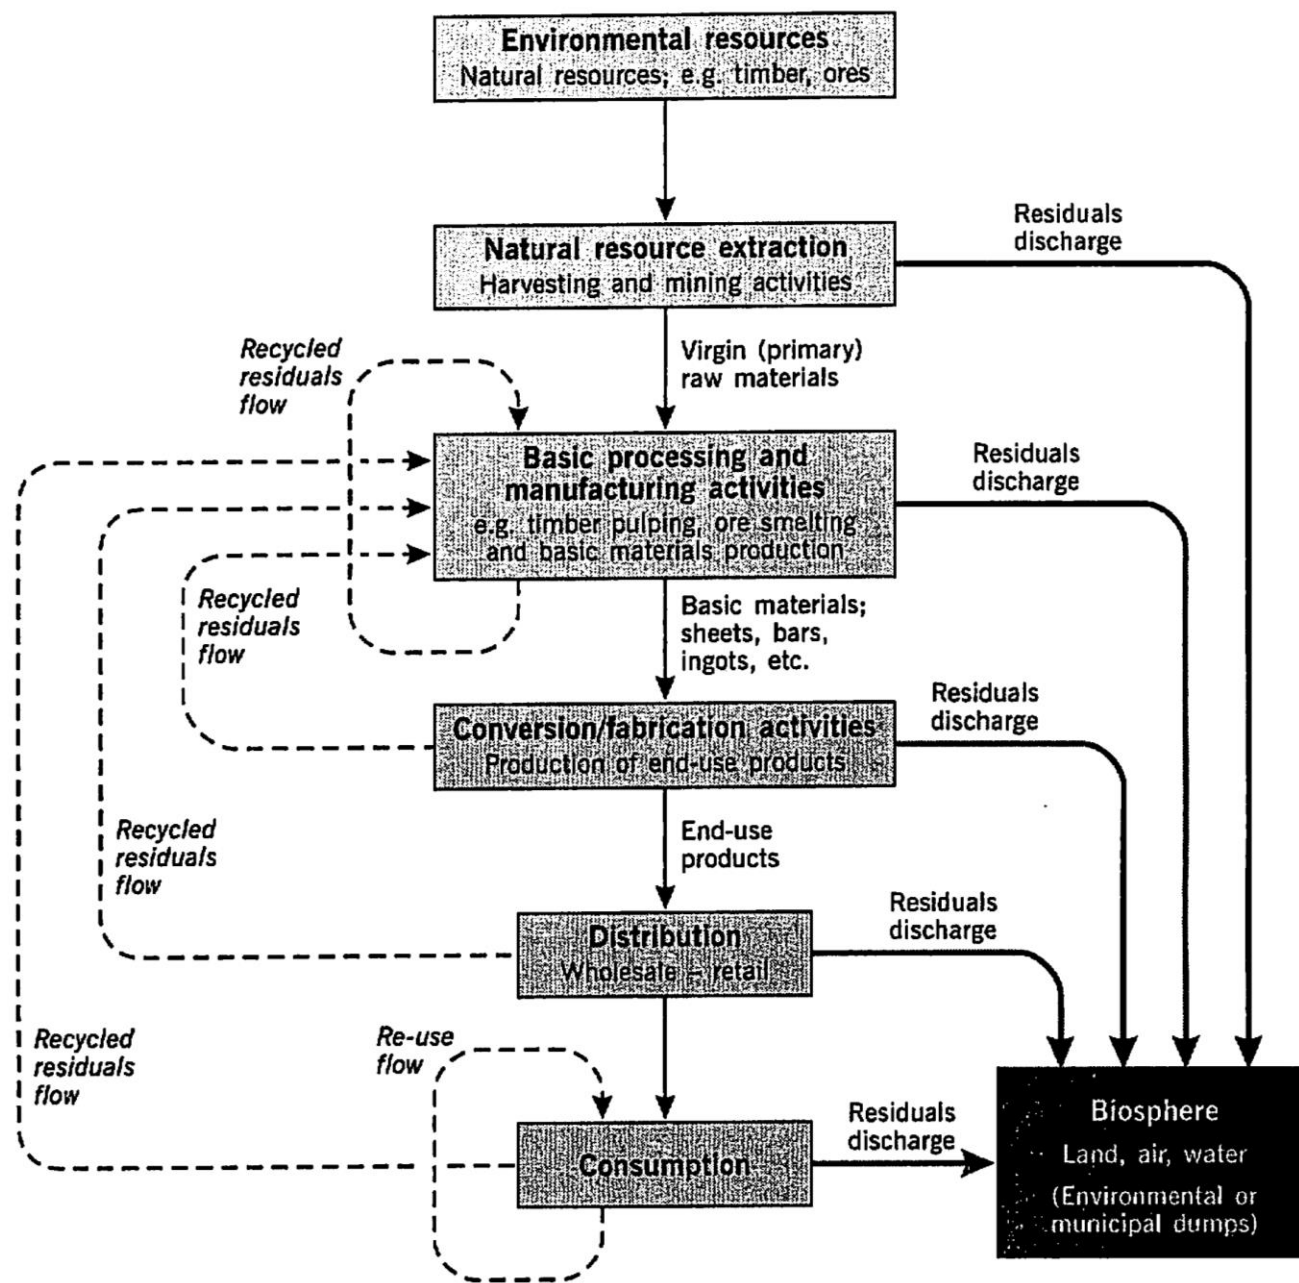 Environmental resources
Natural resources; e.g. timber, ores
Residuals
discharge
Natural resource extraction
Harvesting and mining activities
Recycled
residuals
flow
Virgin (primary)
raw materials
Basic processing and
manufacturing activities
e.g. timber pulping, ore smelting
and basic materials production
Residuals
discharge
Recycled
residuals
flow
Basic materials;
sheets, bars,
ingots, etc.
Residuals
discharge
Conversion/fabrication activities
Production of end-use products
Recycled
residuals
flow
End-use
products
Residuals
discharge
Distribution
Wholesale – retail
Recycled
residuals
flow
Re-use
flow
Residuals
discharge
Consumption
Biosphere
Land, air, water
(Environmental or
municipal dumps)